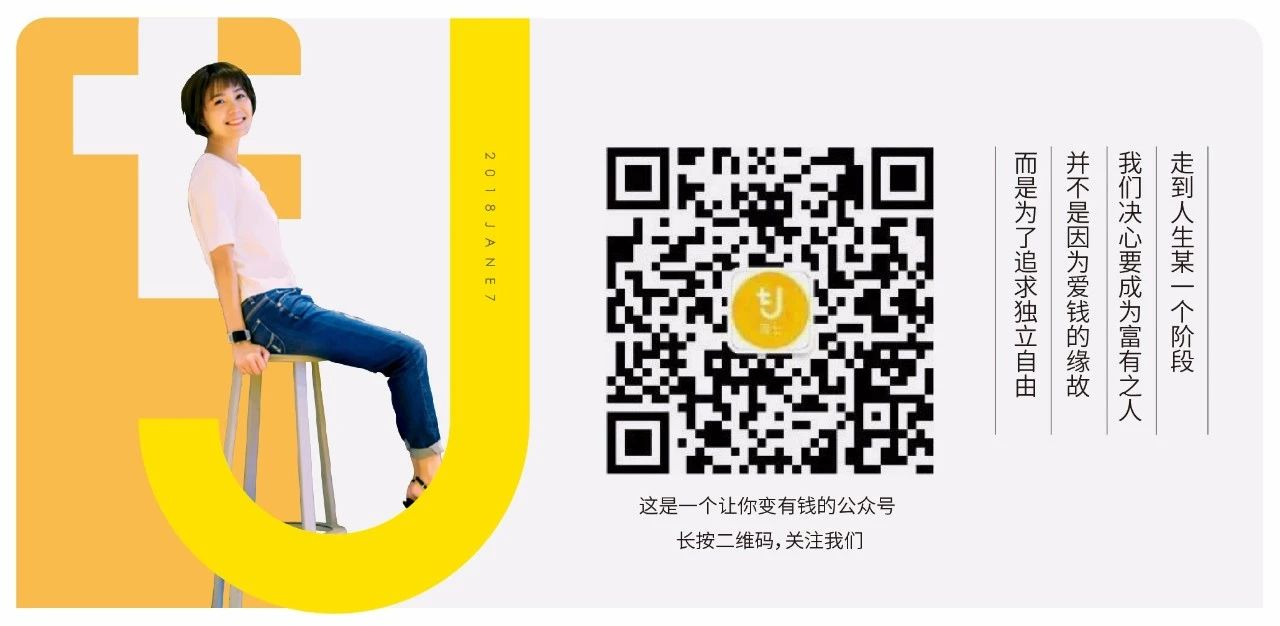 2018JANE7
走到人生某一个阶段
我们决心要成为富有之人
并不是因为爱钱的缘故
而是为了追求独立自由
这是一个让你变有钱的公众号
长按二维码，关注我们